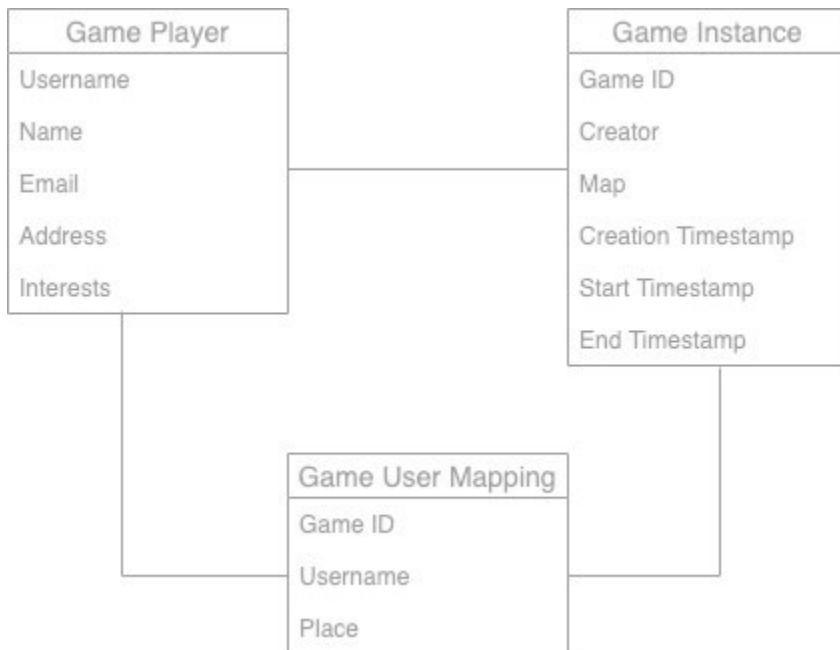 Game Player
Username
Name
Email
Address
Interests
Game Instance
Game ID
Creator
Map
Creation Timestamp
Start Timestamp
End Timestamp
Game User Mapping
Game ID
Username
Place